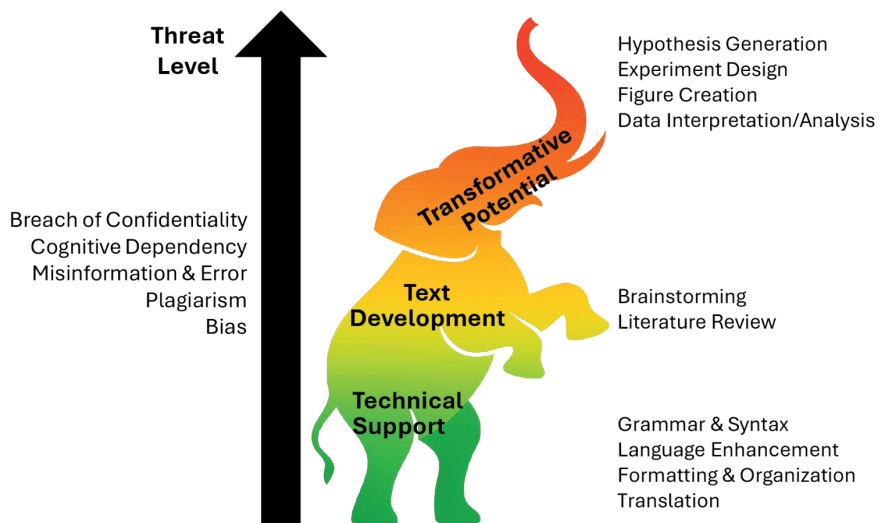 Threat
Level
Hypothesis Generation
Experiment Design
Figure Creation
Data Interpretation/Analysis
Transformative
Potential
Breach of Confidentiality
Cognitive Dependency
Misinformation & Error
Plagiarism
Bias
Text
Development
Brainstorming
Literature Review
Technical
Support
Grammar & Syntax
Language Enhancement
Formatting & Organization
Translation